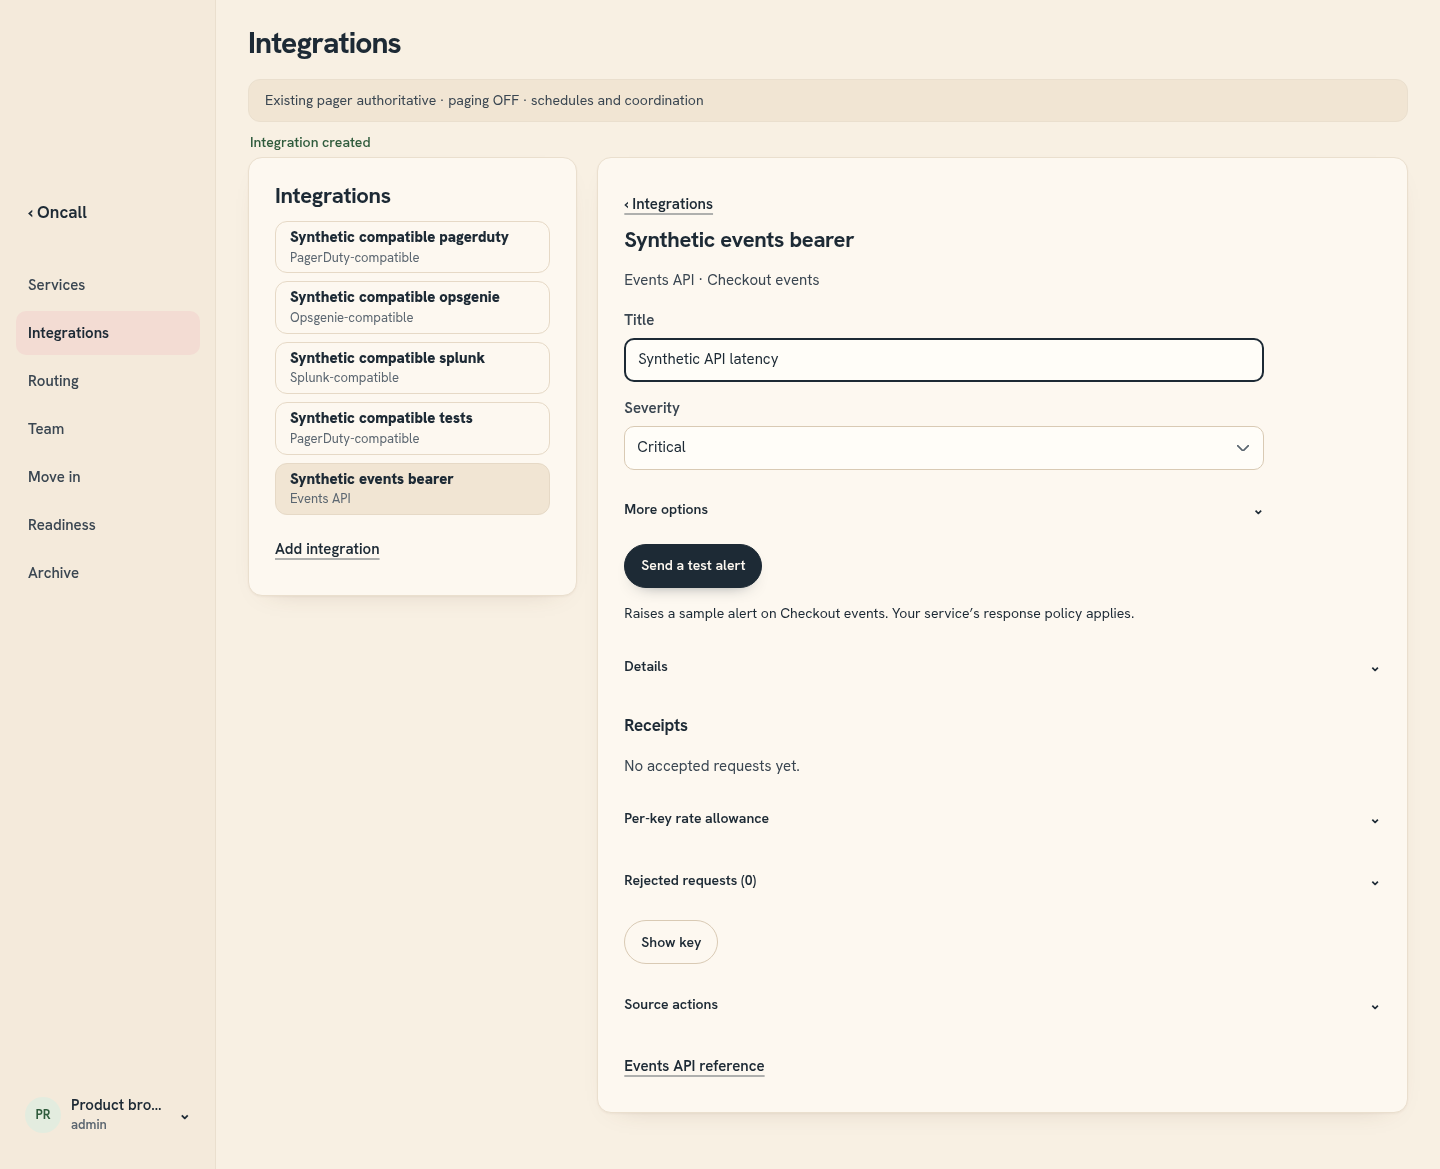 ‹ Oncall
Services
Integrations
Routing
Team
Move in
Readiness
Archive
PR
Product bro...
admin
Integrations
Existing pager authoritative · paging OFF · schedules and coordination
Integration created
Integrations
Synthetic compatible pagerduty
PagerDuty-compatible
Synthetic compatible opsgenie
Opsgenie-compatible
Synthetic compatible splunk
Splunk-compatible
Synthetic compatible tests
PagerDuty-compatible
Synthetic events bearer
Events API
Add integration
‹ Integrations
Synthetic events bearer
Events API · Checkout events
Title
Synthetic API latency
Severity
Critical
More options
Send a test alert
Raises a sample alert on Checkout events. Your service’s response policy applies.
Details
Receipts
No accepted requests yet.
Per-key rate allowance
Rejected requests (0)
Show key
Source actions
Events API reference